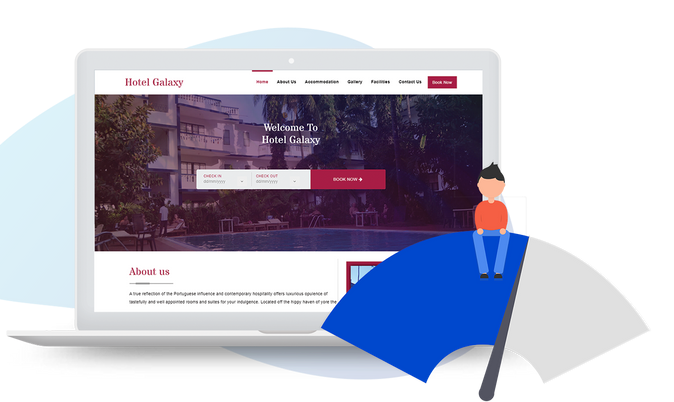 Hotel Galaxy
Home About Us Accommodation Gallery Facilities Contact Us Book Now
Welcome To
Hotel Galaxy
CHECK IN CHECK OUT
dd/mm/yyyy dd/mm/yyyy
BOOK NOW
About us
A true reflection of the Portuguese influence and contemporary hospitality offers luxurious opulence of
tastefully and well appointed rooms and suites for your indulgence. Located off the hippy haven of yore the